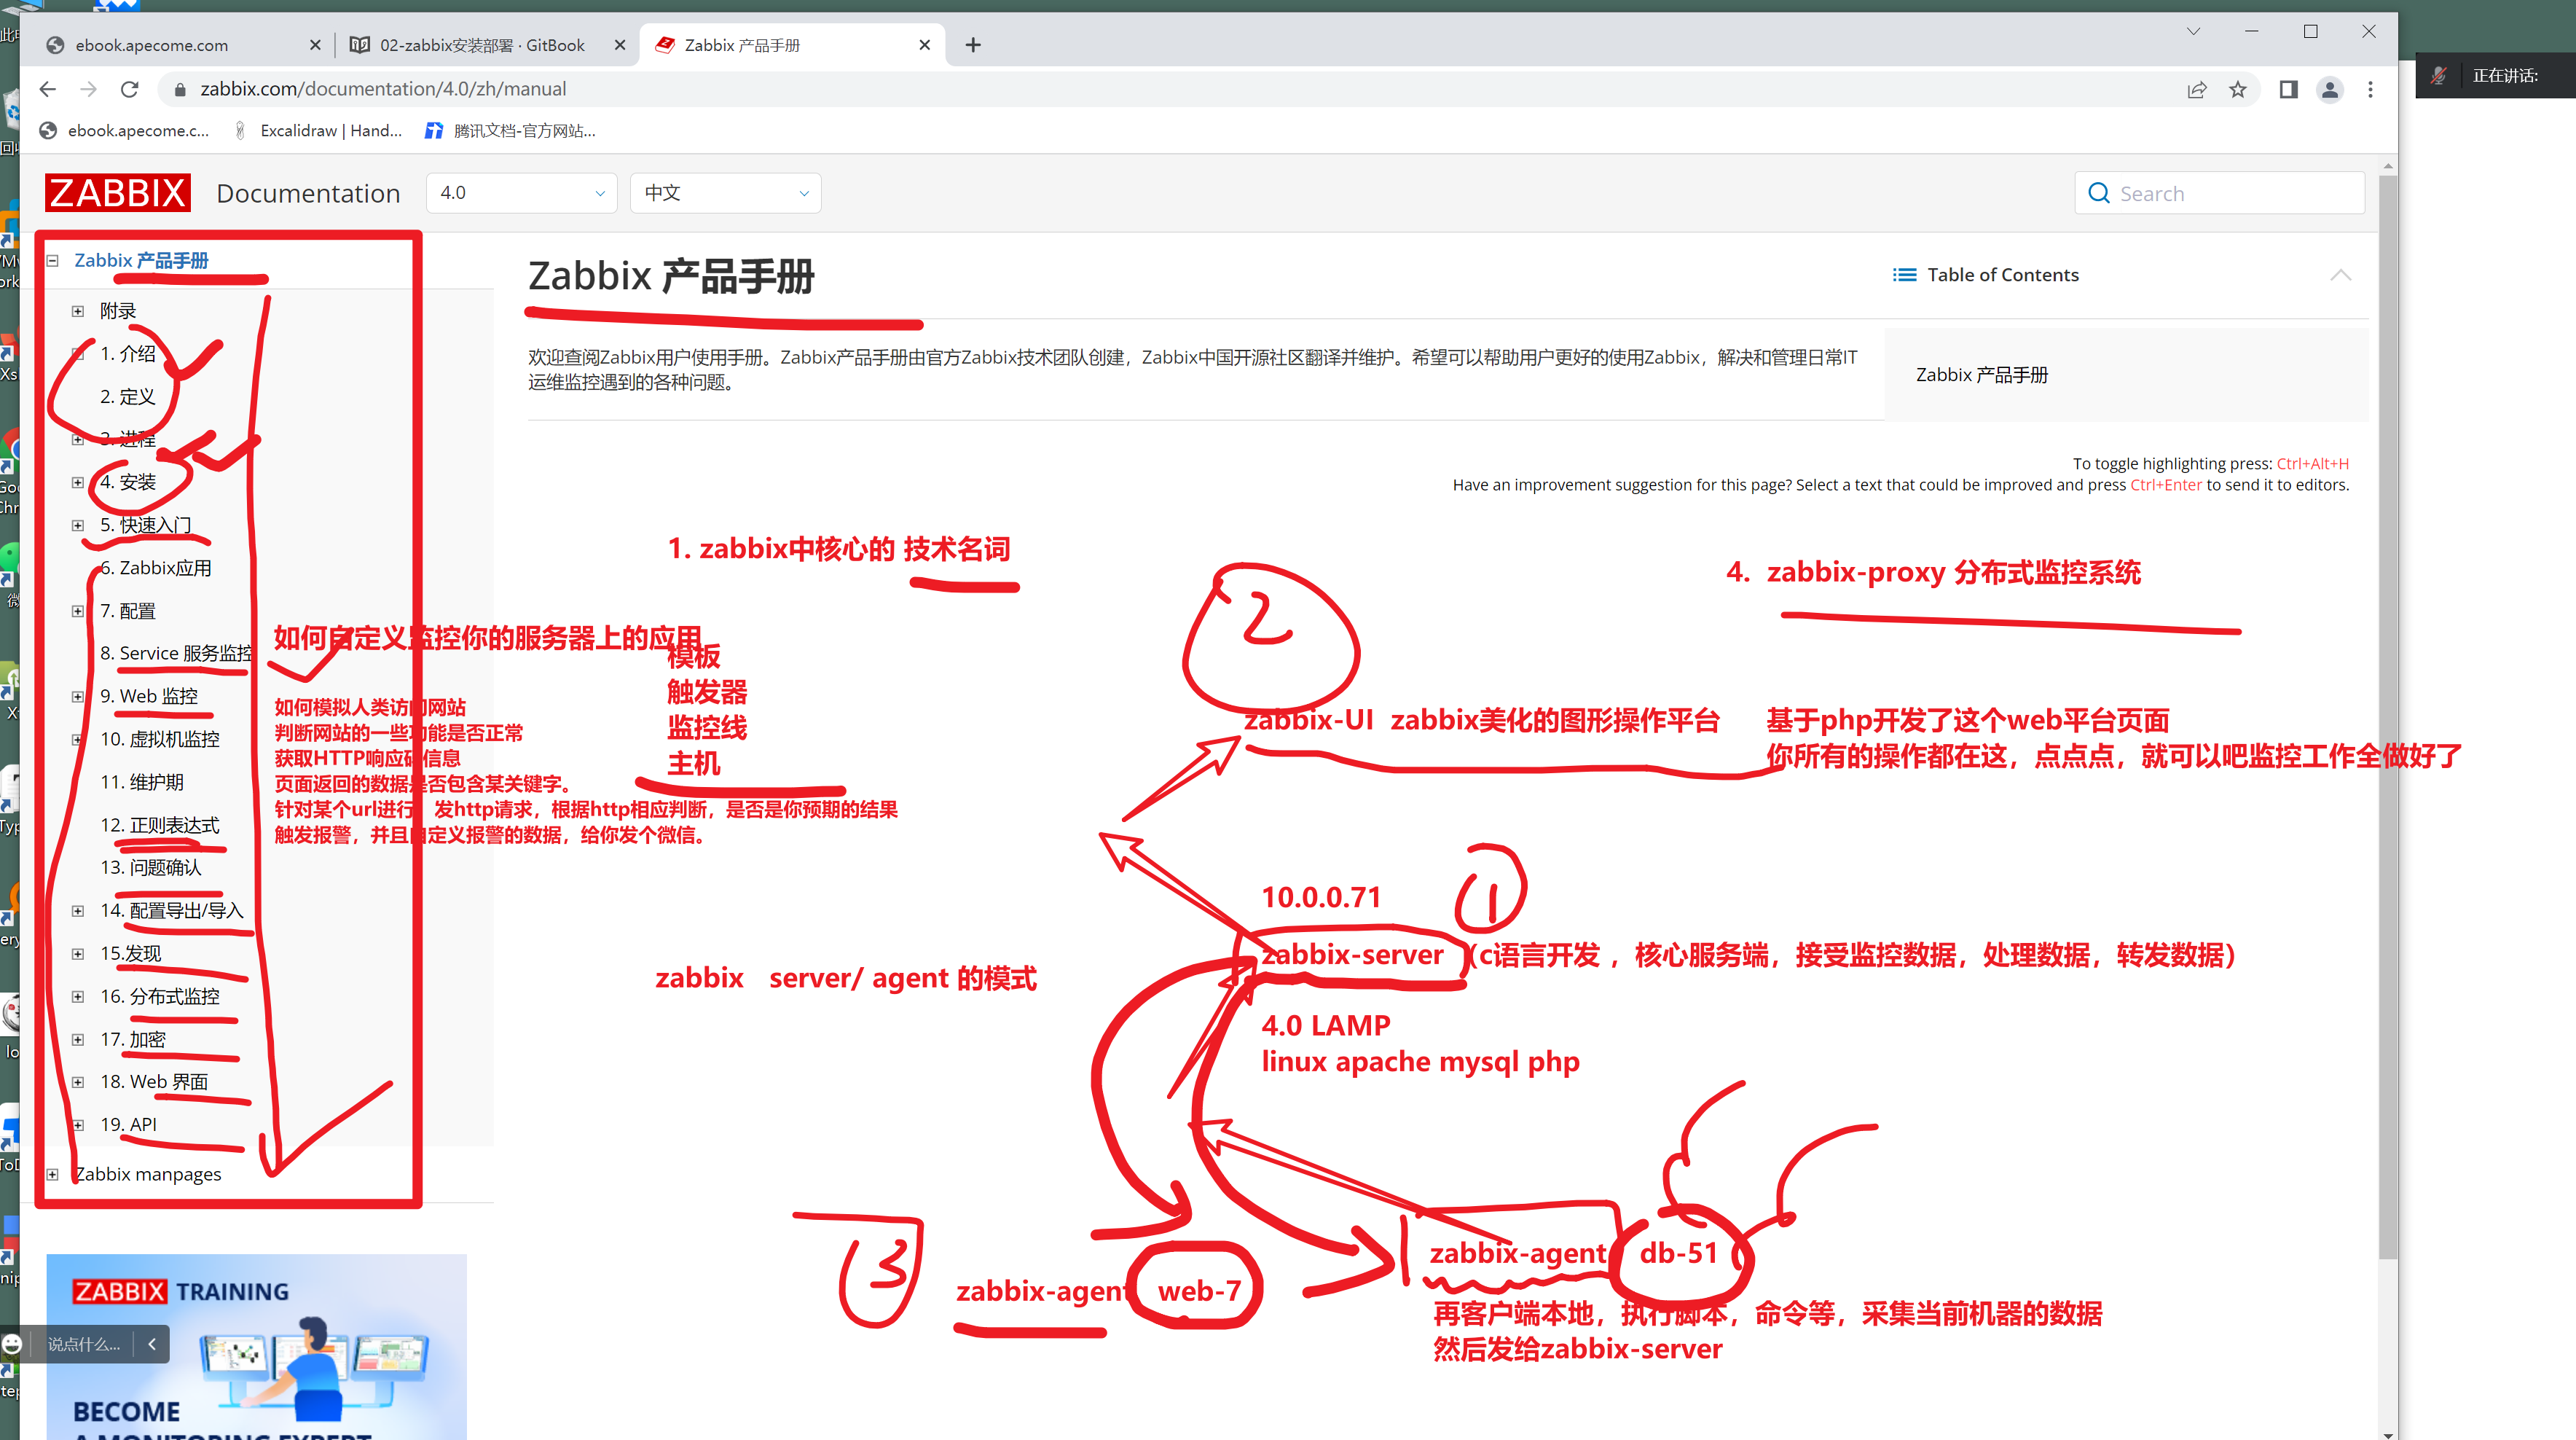 ebook.apecome.com
02-zabbix安装部署 · GitBook
Zabbix 产品手册
正在讲话:
zabbix.com/documentation/4.0/zh/manual
ebook.apecome.c...
Excalidraw | Hand...
腾讯文档-官方网站...
ZABBIX Documentation
4.0
中文
Search
Zabbix 产品手册
附录
1. 介绍
2. 定义
3. 进程
4. 安装
5. 快速入门
6. Zabbix应用
7. 配置
8. Service 服务监控
9. Web 监控
10. 虚拟机监控
11. 维护期
12. 正则表达式
13. 问题确认
14. 配置导出/导入
15.发现
16. 分布式监控
17. 加密
18. Web 界面
19. API
Zabbix manpages
Zabbix 产品手册
Table of Contents
欢迎查阅Zabbix用户使用手册。Zabbix产品手册由官方Zabbix技术团队创建，Zabbix中国开源社区翻译并维护。希望可以帮助用户更好的使用Zabbix，解决和管理日常IT
运维监控遇到的各种问题。
Zabbix 产品手册
To toggle highlighting press: Ctrl+Alt+H
Have an improvement suggestion for this page? Select a text that could be improved and press Ctrl+Enter to send it to editors.
1. zabbix中核心的 技术名词
4. zabbix-proxy 分布式监控系统
2
如何自定义监控你的服务器上的应用
模板
触发器
监控线
主机
如何模拟人类访问网站
判断网站的一些功能是否正常
获取HTTP响应码信息
页面返回的数据是否包含某关键字。
针对某个url进行，发http请求，根据http相应判断，是否是你预期的结果
触发报警，并且自定义报警的数据，给你发个微信。
zabbix-UI zabbix美化的图形操作平台
基于php开发了这个web平台页面
你所有的操作都在这，点点点，就可以吧监控工作全做好了
10.0.0.71
1
zabbix-server （c语言开发 ，核心服务端，接受监控数据，处理数据，转发数据）
zabbix server/ agent 的模式
4.0 LAMP
linux apache mysql php
3
zabbix-agent web-7
zabbix-agent db-51
再客户端本地，执行脚本，命令等，采集当前机器的数据
然后发给zabbix-server
ZABBIX TRAINING
说点什么...
BECOME
A MONITORING EXPERT